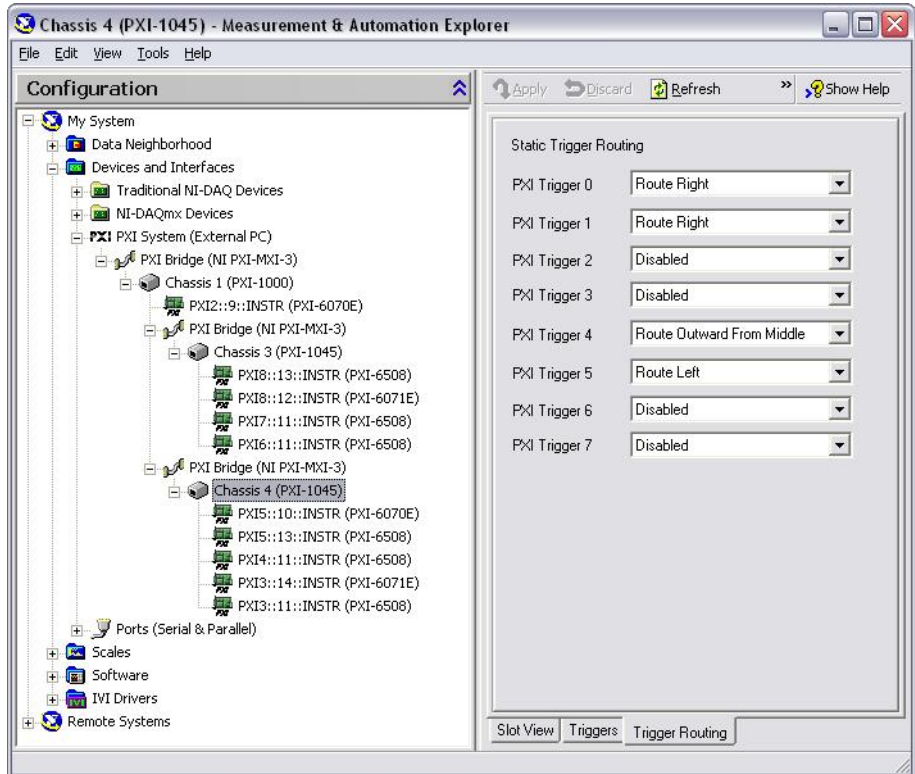 Chassis 4 (PXI-1045) - Measurement & Automation Explorer
File Edit View Tools Help
Configuration
My System
Data Neighborhood
Devices and Interfaces
Traditional NI-DAQ Devices
NI-DAQmx Devices
PXI PXI System (External PC)
PXI Bridge (NI PXI-MXI-3)
Chassis 1 (PXI-1000)
PXI2::9::INSTR (PXI-6070E)
PXI Bridge (NI PXI-MXI-3)
Chassis 3 (PXI-1045)
PXI8::13::INSTR (PXI-6508)
PXI8::12::INSTR (PXI-6071E)
PXI7::11::INSTR (PXI-6508)
PXI6::11::INSTR (PXI-6508)
PXI Bridge (NI PXI-MXI-3)
Chassis 4 (PXI-1045)
PXI5::10::INSTR (PXI-6070E)
PXI5::13::INSTR (PXI-6508)
PXI4::11::INSTR (PXI-6508)
PXI3::14::INSTR (PXI-6071E)
PXI3::11::INSTR (PXI-6508)
Ports (Serial & Parallel)
Scales
Software
IVI Drivers
Remote Systems
Apply Discard Refresh » Show Help
Static Trigger Routing
PXI Trigger 0 Route Right
PXI Trigger 1 Route Right
PXI Trigger 2 Disabled
PXI Trigger 3 Disabled
PXI Trigger 4 Route Outward From Middle
PXI Trigger 5 Route Left
PXI Trigger 6 Disabled
PXI Trigger 7 Disabled
Slot View Triggers Trigger Routing